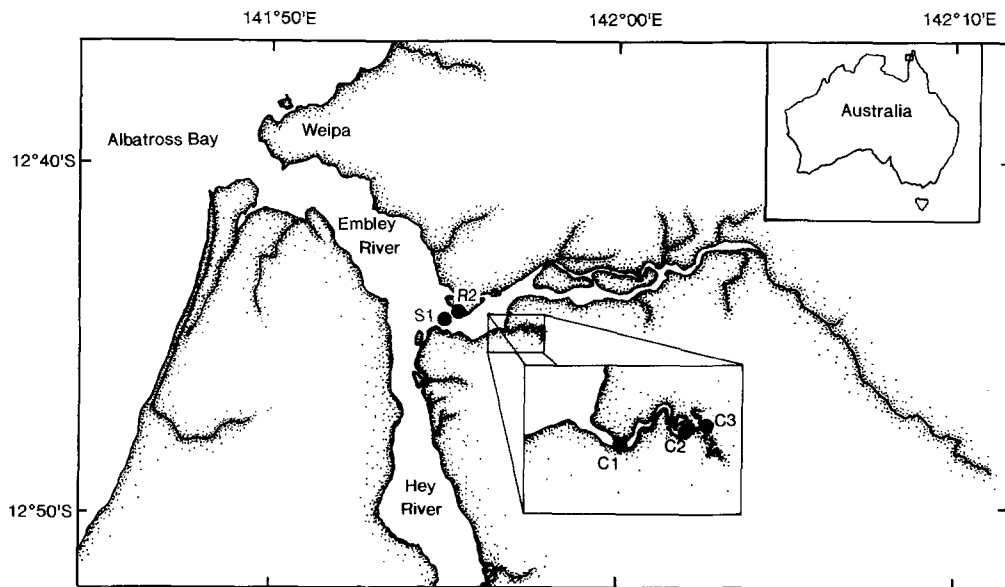 141°50'E
142°00'E
142°10'E
Australia
Weipa
Albatross Bay
12°40'S
Embley
River
R2
S1
C3
C1
C2
Hey
River
12°50'S